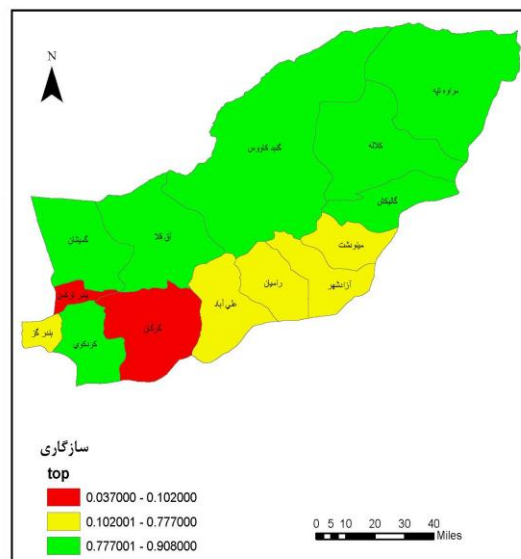 N
مراوه تپه
کلاله
گنبد کاووس
گالیکش
گمیشان
آق قلا
مینودشت
رامیان
آزادشهر
علی آباد
بندر ترکمن
گرگان
بندر گز
کردکوی
سازگاری
top
0.037000 - 0.102000
0.102001 - 0.777000
0.777001 - 0.908000
0 5 10 20 30 40
Miles